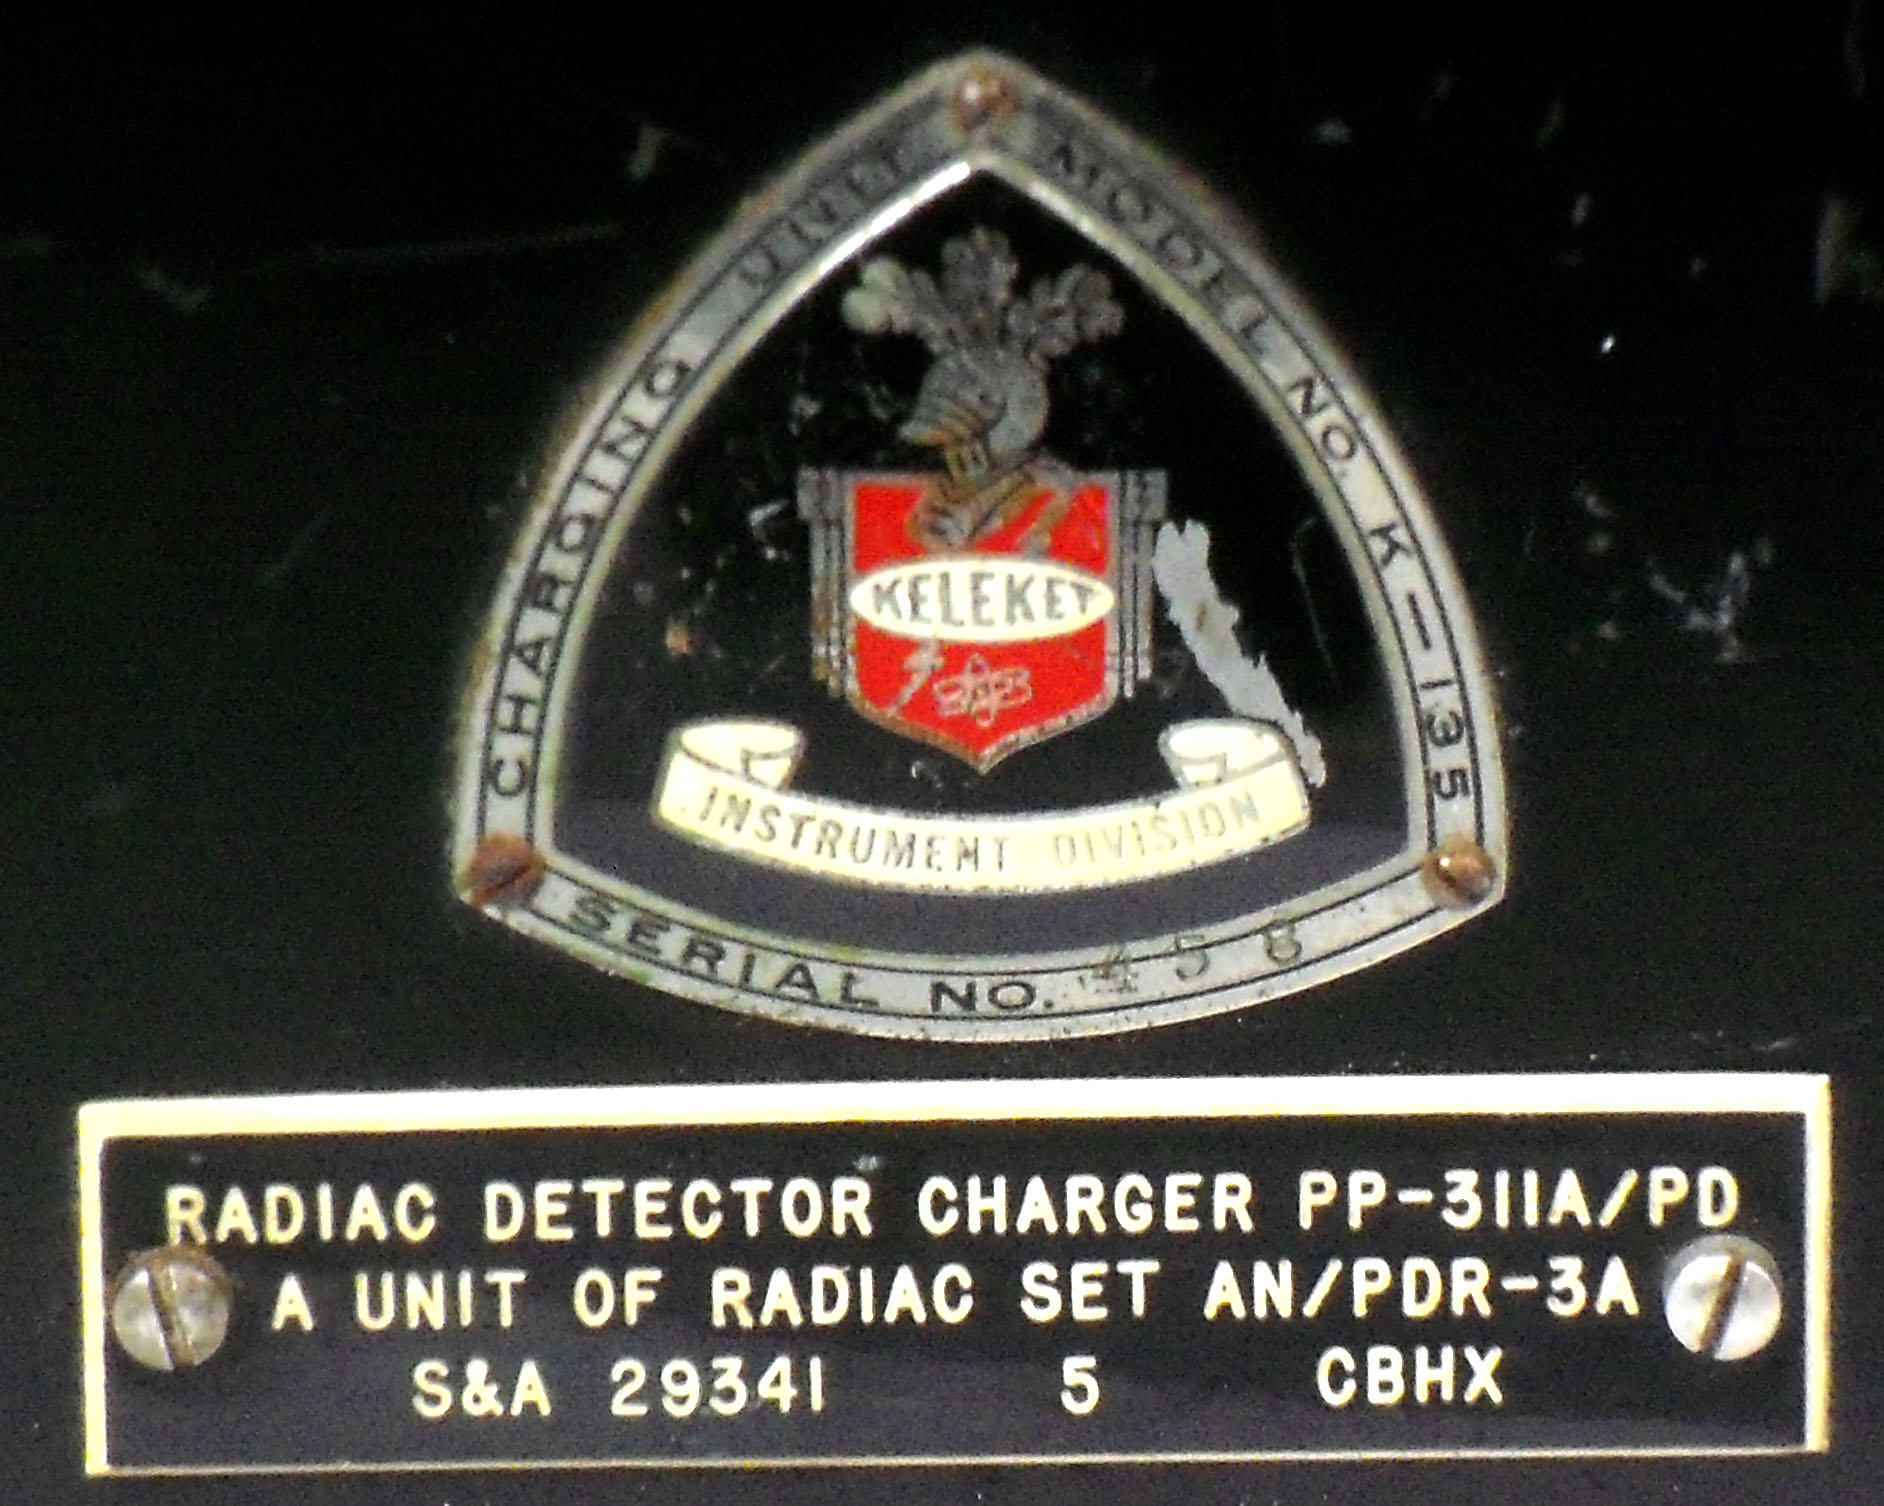 CHARGING UNIT MODEL NO. K-135
KELEKET
INSTRUMENT DIVISION
SERIAL NO. 458
RADIAC DETECTOR CHARGER PP-311A/PD
A UNIT OF RADIAC SET AN/PDR-3A
S&A 29341 5 CBHX